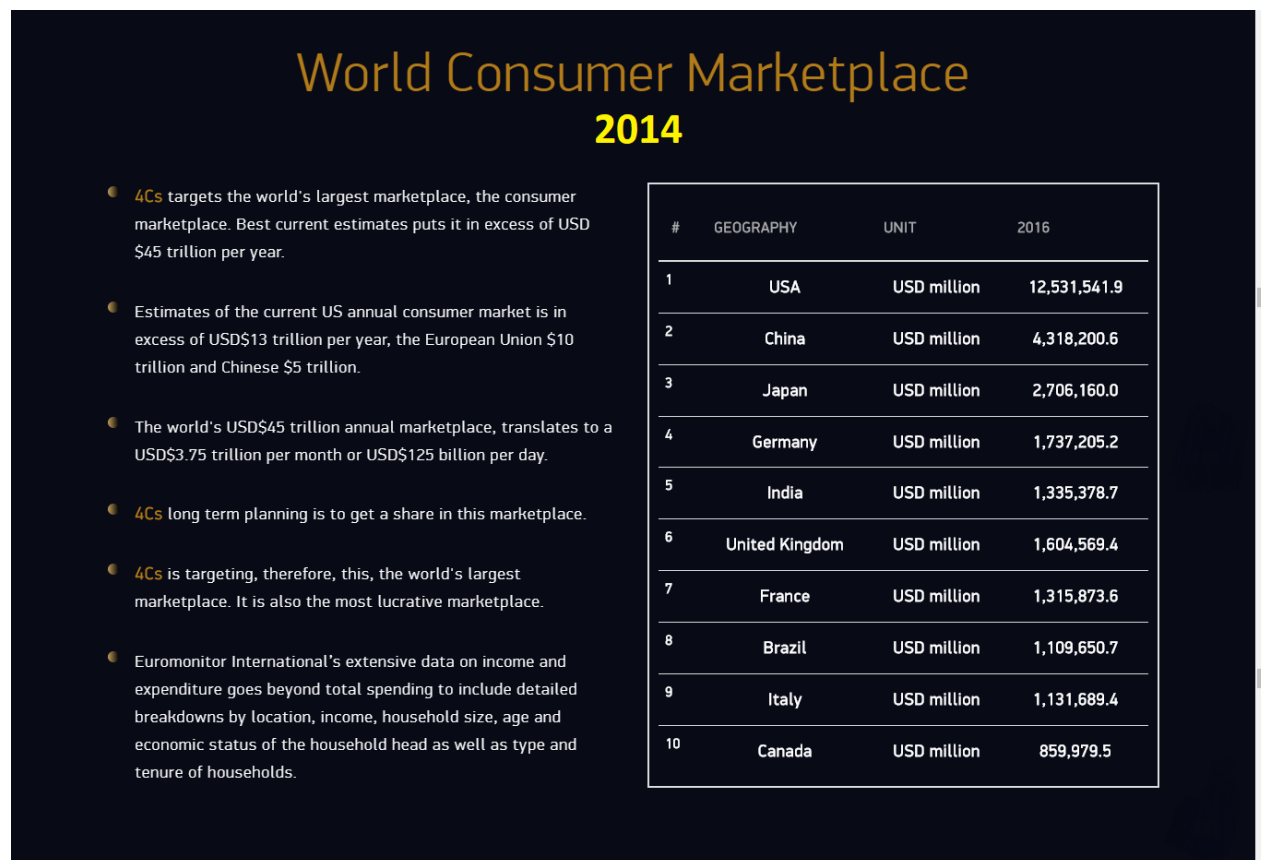 World Consumer Marketplace
2014
4Cs targets the world's largest marketplace, the consumer
marketplace. Best current estimates puts it in excess of USD
$45 trillion per year.
Estimates of the current US annual consumer market is in
excess of USD$13 trillion per year, the European Union $10
trillion and Chinese $5 trillion.
The world's USD$45 trillion annual marketplace, translates to a
USD$3.75 trillion per month or USD$125 billion per day.
4Cs long term planning is to get a share in this marketplace.
4Cs is targeting, therefore, this, the world's largest
marketplace. It is also the most lucrative marketplace.
Euromonitor International’s extensive data on income and
expenditure goes beyond total spending to include detailed
breakdowns by location, income, household size, age and
economic status of the household head as well as type and
tenure of households.
# GEOGRAPHY UNIT 2016
1 USA USD million 12,531,541.9
2 China USD million 4,318,200.6
3 Japan USD million 2,706,160.0
4 Germany USD million 1,737,205.2
5 India USD million 1,335,378.7
6 United Kingdom USD million 1,604,569.4
7 France USD million 1,315,873.6
8 Brazil USD million 1,109,650.7
9 Italy USD million 1,131,689.4
10 Canada USD million 859,979.5